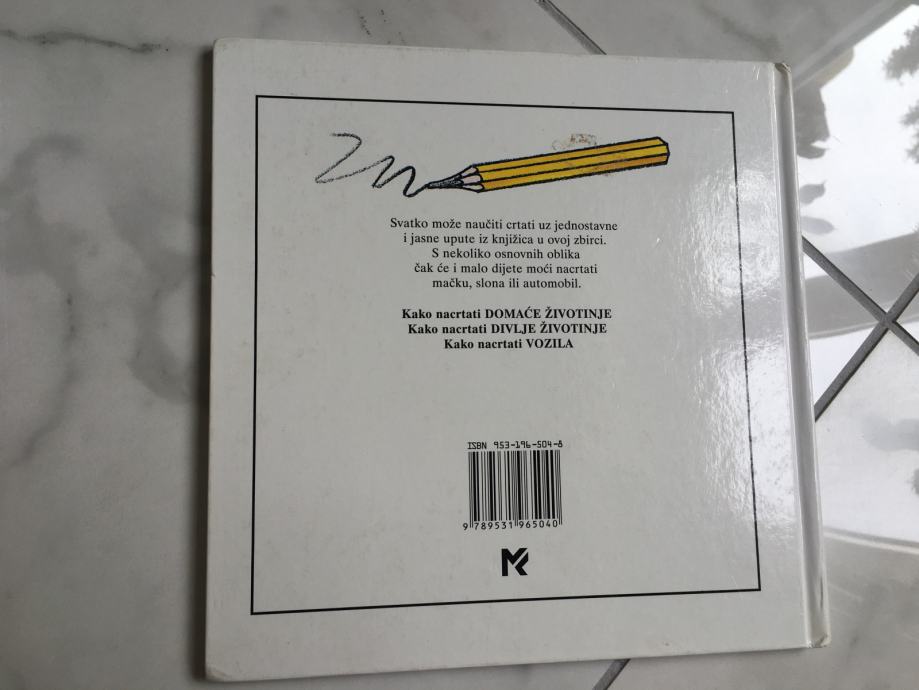 Svatko može naučiti crtati uz jednostavne
i jasne upute iz knjižica u ovoj zbirci.
S nekoliko osnovnih oblika
čak će i malo dijete moći nacrtati
mačku, slona ili automobil.
Kako nacrtati DOMAĆE ŽIVOTINJE
Kako nacrtati DIVLJE ŽIVOTINJE
Kako nacrtati VOZILA
ISBN 953-196-504-8
9 789531 965040
MK